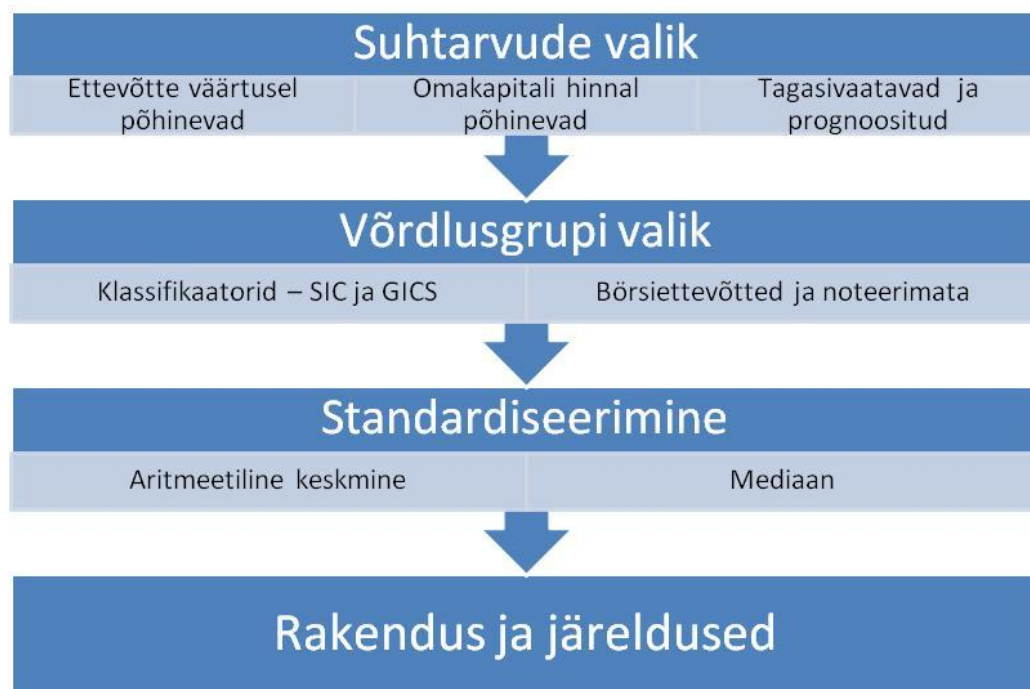 Suhtarvude valik
Ettevõtte väärtusel
põhinevad
Omakapitali hinnal
põhinevad
Tagasivaatavad ja
prognoositud
Võrdlusgrupi valik
Klassifikaatorid – SIC ja GICS
Börsiettevõtted ja noteerimata
Standardiseerimine
Aritmeetiline keskmine
Mediaan
Rakendus ja järeldused